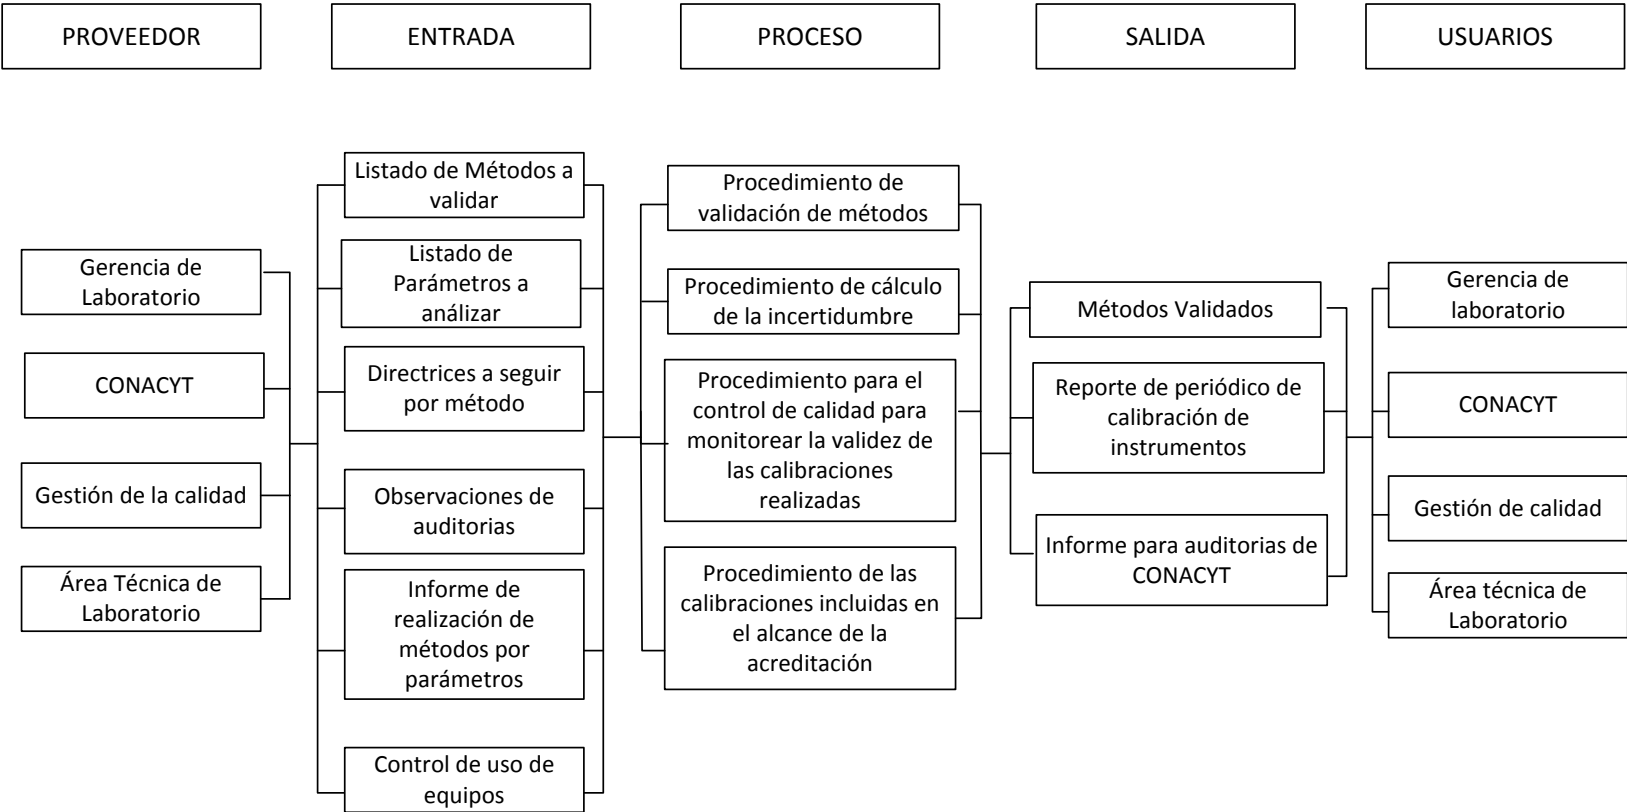 PROVEEDOR
ENTRADA
PROCESO
SALIDA
USUARIOS
Gerencia de
Laboratorio
CONACYT
Gestión de la calidad
Área Técnica de
Laboratorio
Listado de Métodos a
validar
Listado de
Parámetros a
análizar
Directrices a seguir
por método
Observaciones de
auditorias
Informe de
realización de
métodos por
parámetros
Control de uso de
equipos
Procedimiento de
validación de métodos
Procedimiento de cálculo
de la incertidumbre
Procedimiento para el
control de calidad para
monitorear la validez de
las calibraciones
realizadas
Procedimiento de las
calibraciones incluidas en
el alcance de la
acreditación
Métodos Validados
Reporte de periódico de
calibración de
instrumentos
Informe para auditorias de
CONACYT
Gerencia de
laboratorio
CONACYT
Gestión de calidad
Área técnica de
Laboratorio